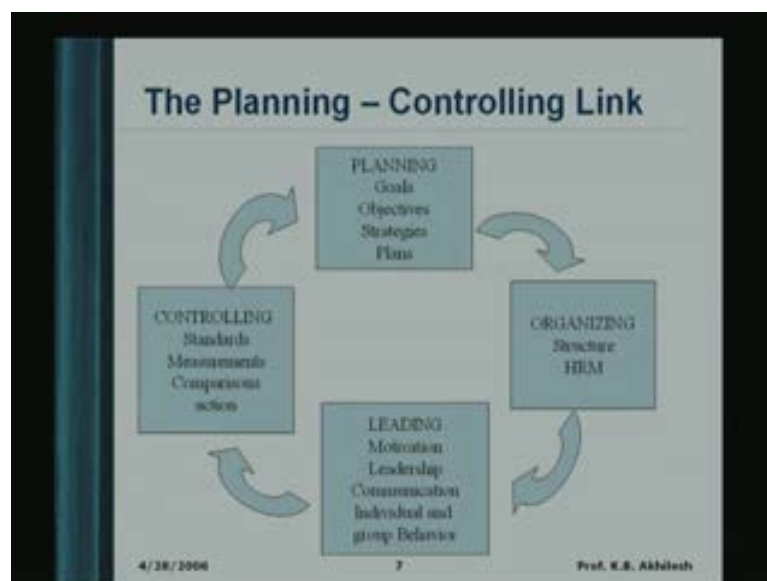 The Planning – Controlling Link
PLANNING
Goals
Objectives
Strategies
Plans
CONTROLLING
Standards
Measurements
Comparisons
action
ORGANIZING
Structure
HRM
LEADING
Motivation
Leadership
Communication
Individual and
group Behavior
4/28/2006
7
Prof. K.B. Akhilesh